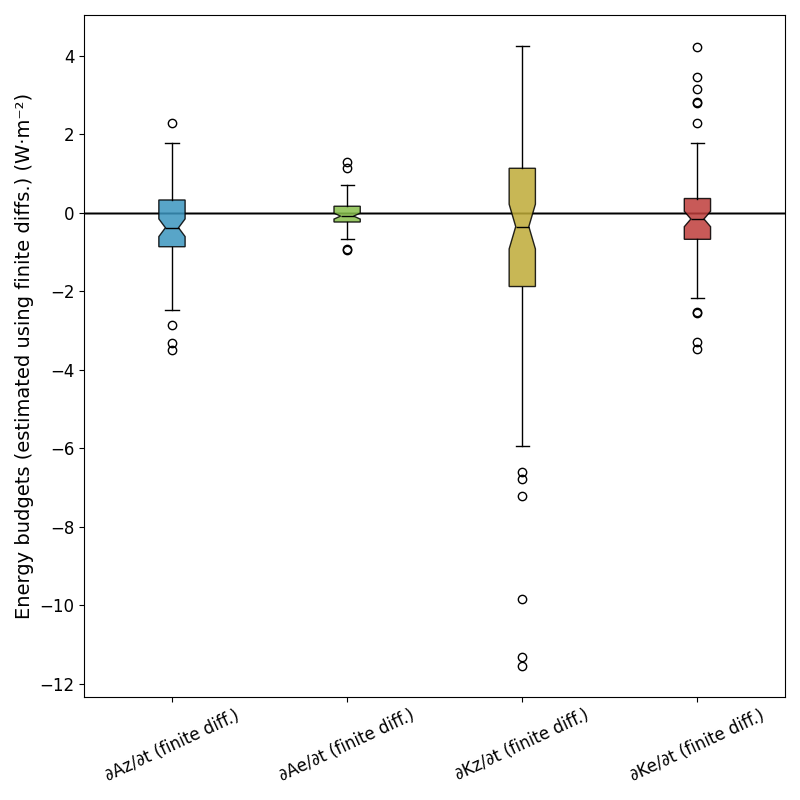 Energy budgets (estimated using finite diffs.) (W·m⁻²)
4
2
0
−2
−4
−6
−8
−10
−12
∂Az/∂t (finite diff.)
∂Ae/∂t (finite diff.)
∂Kz/∂t (finite diff.)
∂Ke/∂t (finite diff.)